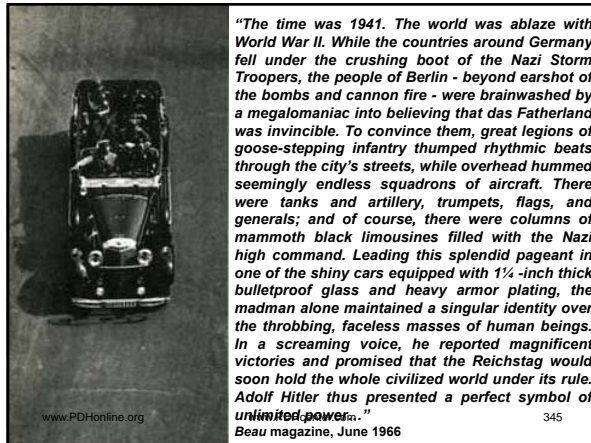 “The time was 1941. The world was ablaze with
World War II. While the countries around Germany
fell under the crushing boot of the Nazi Storm
Troopers, the people of Berlin - beyond earshot of
the bombs and cannon fire - were brainwashed by
a megalomaniac into believing that das Fatherland
was invincible. To convince them, great legions of
goose-stepping infantry thumped rhythmic beats
through the city’s streets, while overhead hummed
seemingly endless squadrons of aircraft. There
were tanks and artillery, trumpets, flags, and
generals; and of course, there were columns of
mammoth black limousines filled with the Nazi
high command. Leading this splendid pageant in
one of the shiny cars equipped with 1¼ -inch thick
bulletproof glass and heavy armor plating, the
madman alone maintained a singular identity over
the throbbing, faceless masses of human beings.
In a screaming voice, he reported magnificent
victories and promised that the Reichstag would
soon hold the whole civilized world under its rule.
Adolf Hitler thus presented a perfect symbol of
unlimited power...”
Beau magazine, June 1966
www.PDHonline.org
www.PDHcenter.com
345